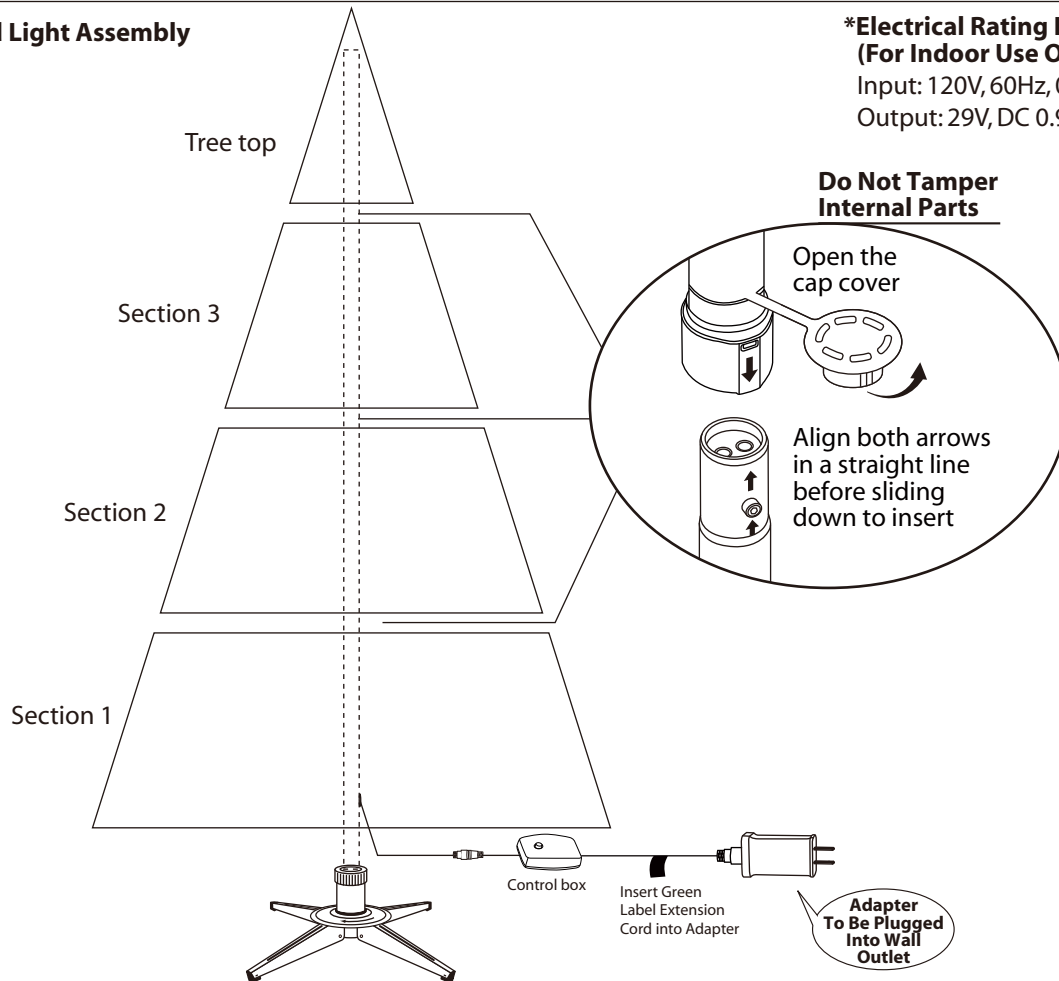 Light Assembly
*Electrical Rating
(For Indoor Use
Input: 120V, 60Hz,
Output: 29V, DC
Tree top
Do Not Tamper
Internal Parts
Open the
cap cover
Section 3
Align both arrows
in a straight line
before sliding
down to insert
Section 2
Section 1
Control box
Insert Green
Label Extension
Cord into Adapter
Adapter
To Be Plugged
Into Wall
Outlet